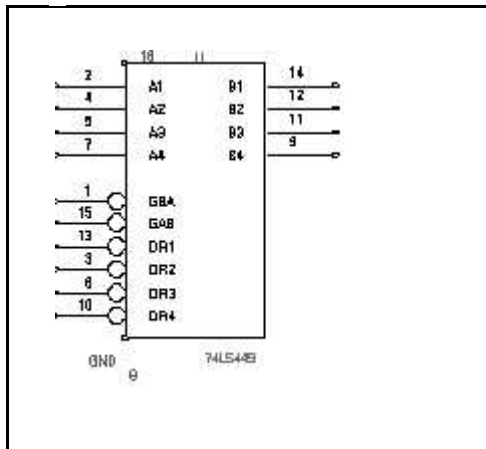 16 U
2 A1 B1 14
4 A2 B2 12
5 A3 B3 11
7 A4 B4 9
1 GBA
15 GAB
13 DR1
3 DR2
6 DR3
10 DR4
GND 74LS449
8